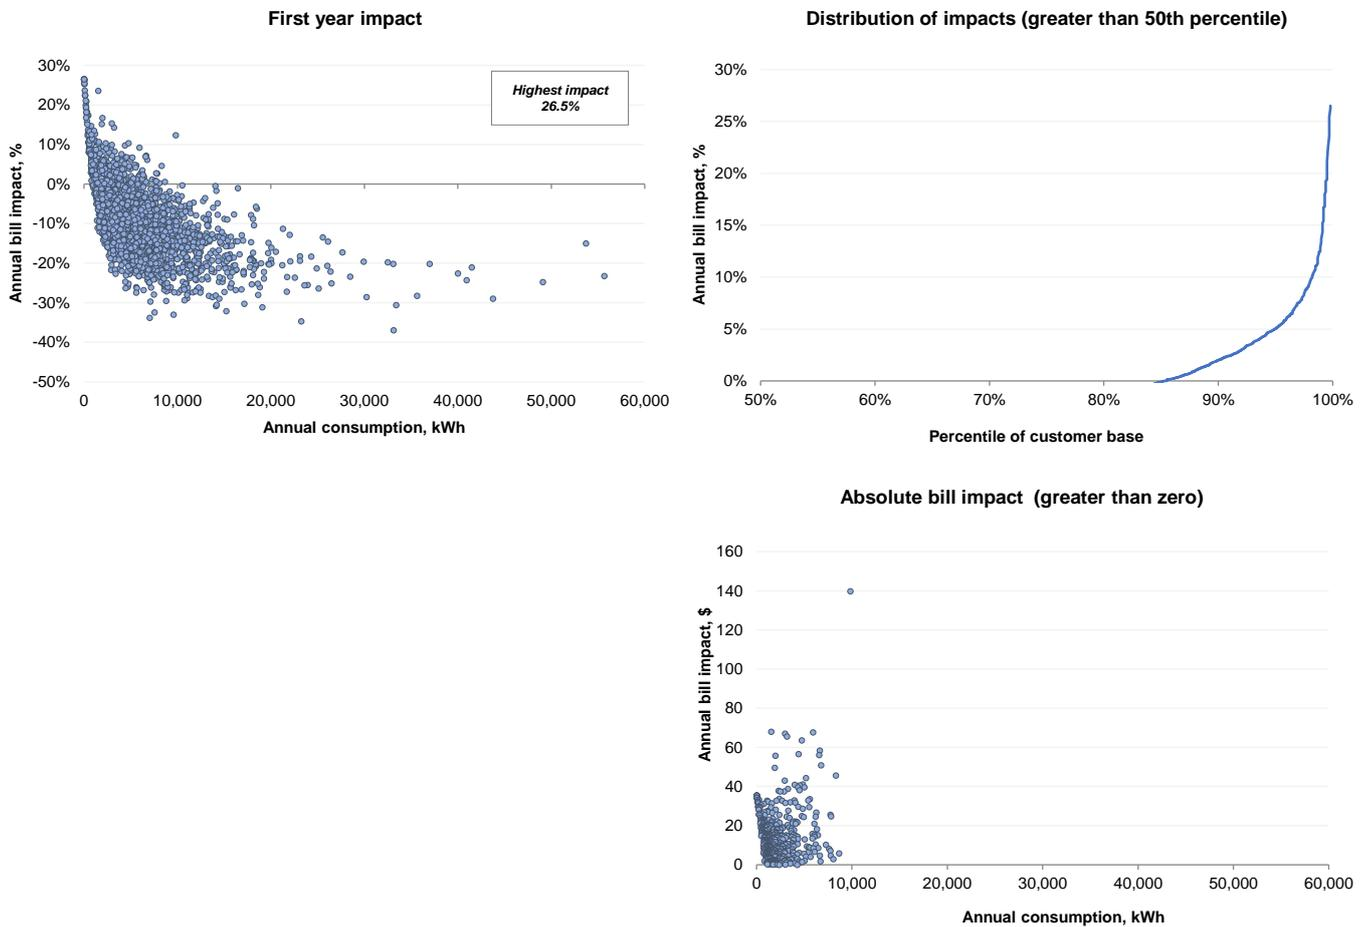 First year impact
30%
20%
10%
0%
-10%
-20%
-30%
-40%
-50%
Annual bill impact, %
Highest impact
26.5%
0 10,000 20,000 30,000 40,000 50,000 60,000
Annual consumption, kWh
Distribution of impacts (greater than 50th percentile)
30%
25%
20%
15%
10%
5%
0%
Annual bill impact, %
50% 60% 70% 80% 90% 100%
Percentile of customer base
Absolute bill impact (greater than zero)
160
140
120
100
80
60
40
20
0
Annual bill impact, $
0 10,000 20,000 30,000 40,000 50,000 60,000
Annual consumption, kWh